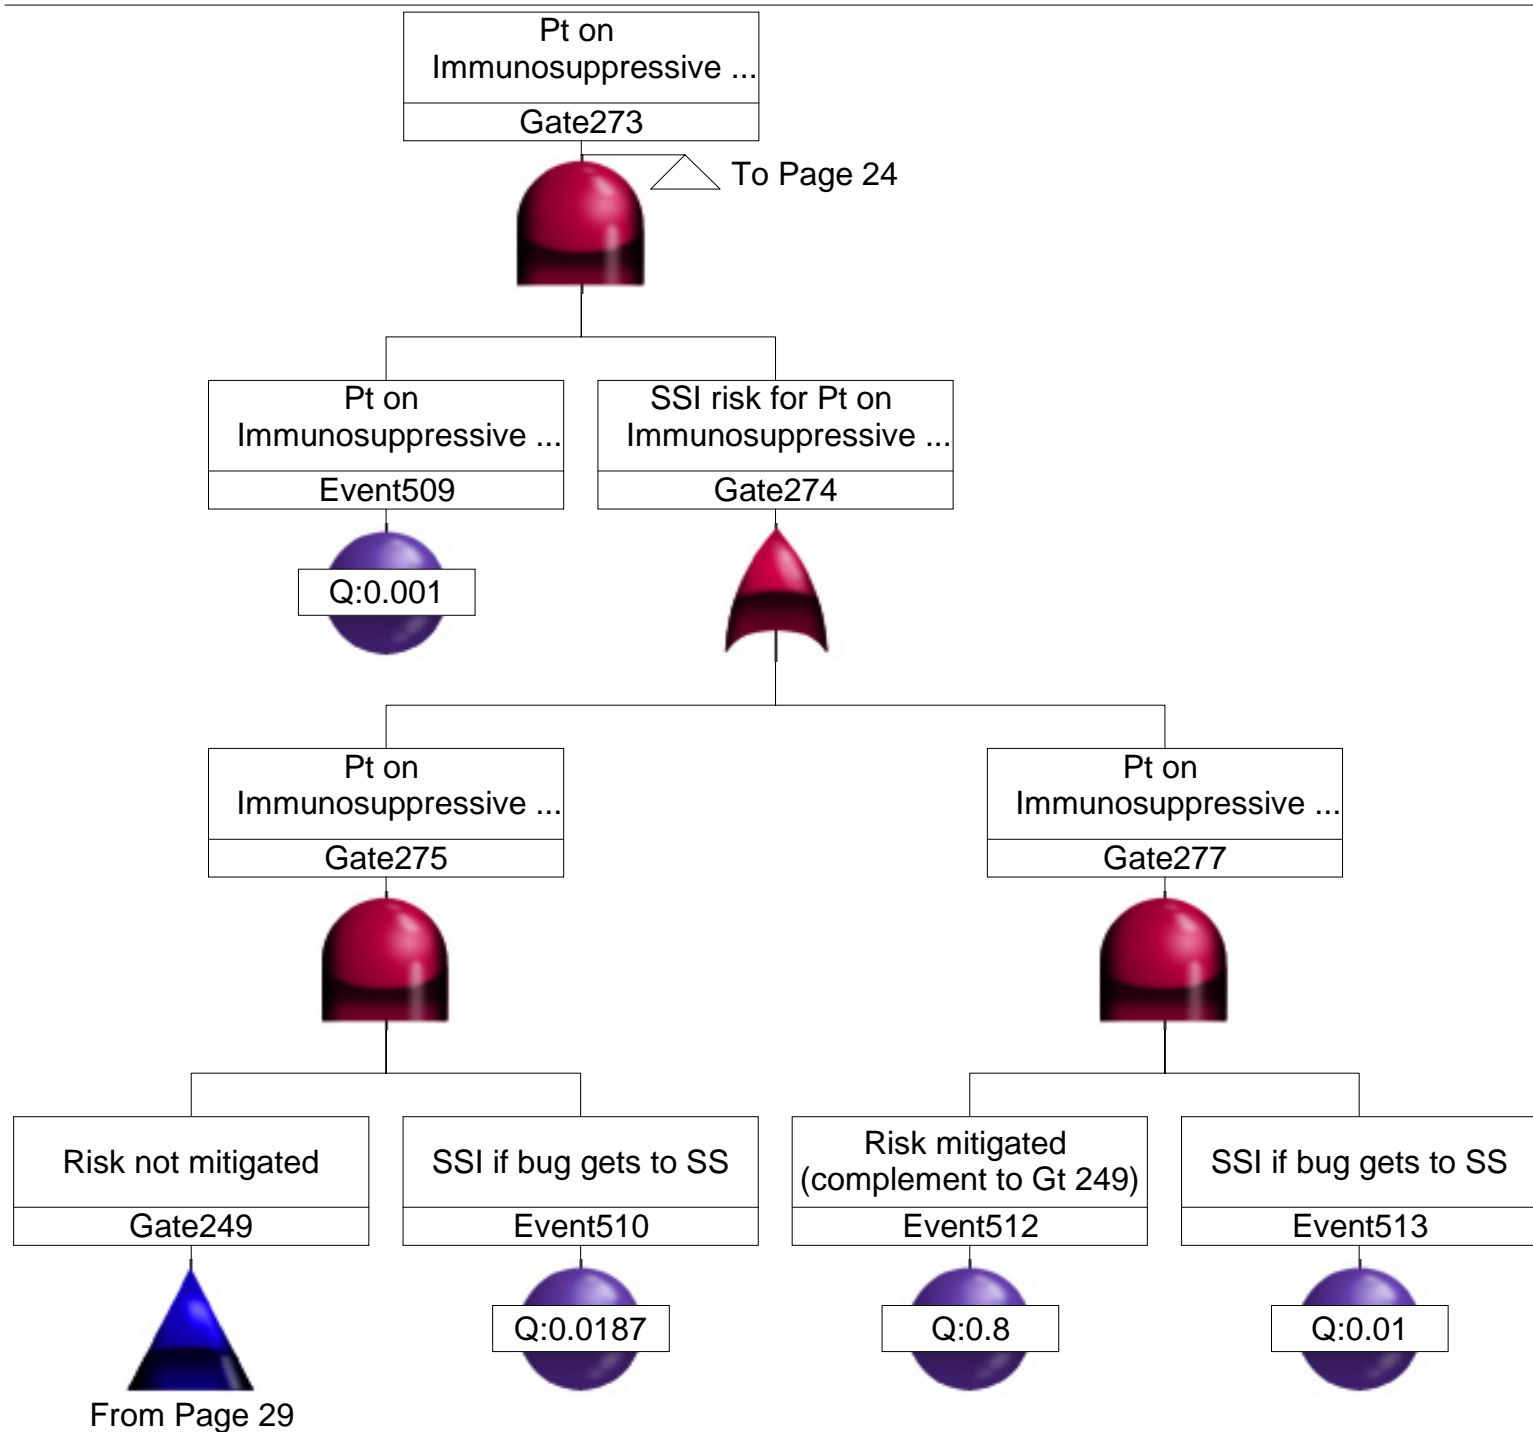 Pt on
Immunosuppressive ...
Gate273
To Page 24
Pt on
Immunosuppressive ...
Event509
Q:0.001
SSI risk for Pt on
Immunosuppressive ...
Gate274
Pt on
Immunosuppressive ...
Gate275
Pt on
Immunosuppressive ...
Gate277
Risk not mitigated
Gate249
From Page 29
SSI if bug gets to SS
Event510
Q:0.0187
Risk mitigated
(complement to Gt 249)
Event512
Q:0.8
SSI if bug gets to SS
Event513
Q:0.01